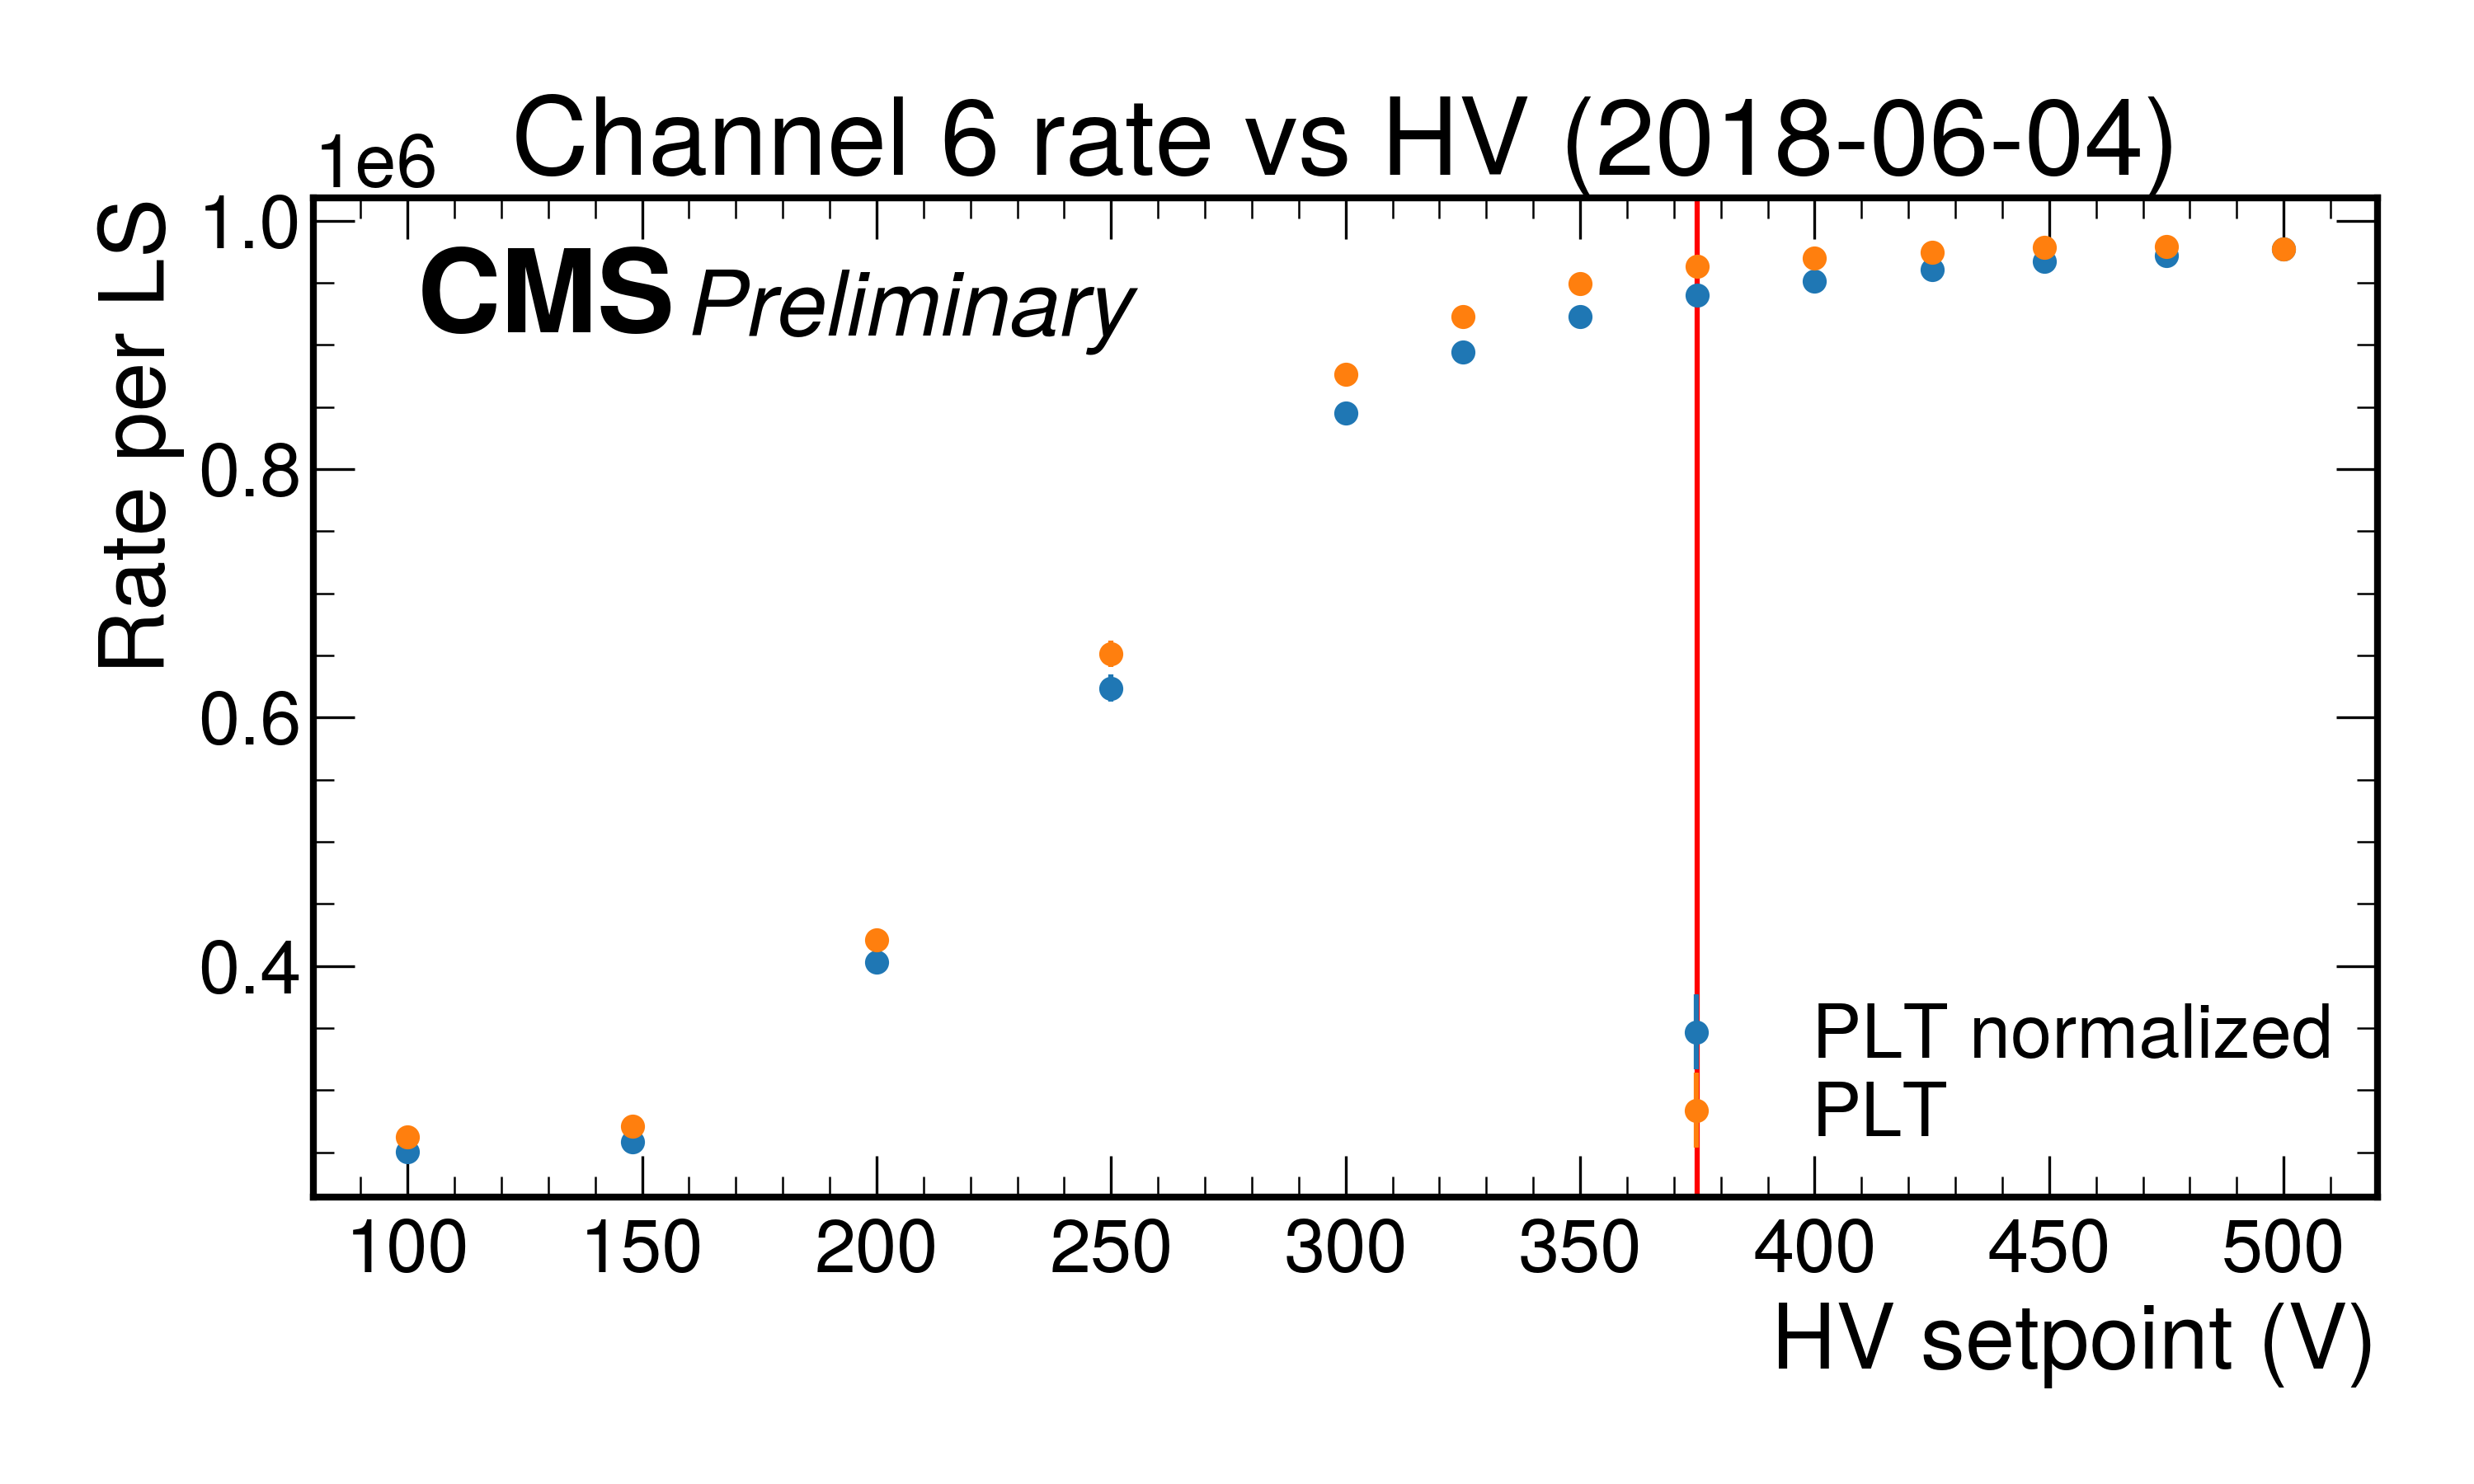 Channel 6 rate vs HV (2018-06-04)
1e6
CMS Preliminary
Rate per LS
1.0
0.8
0.6
0.4
PLT normalized
PLT
100 150 200 250 300 350 400 450 500
HV setpoint (V)